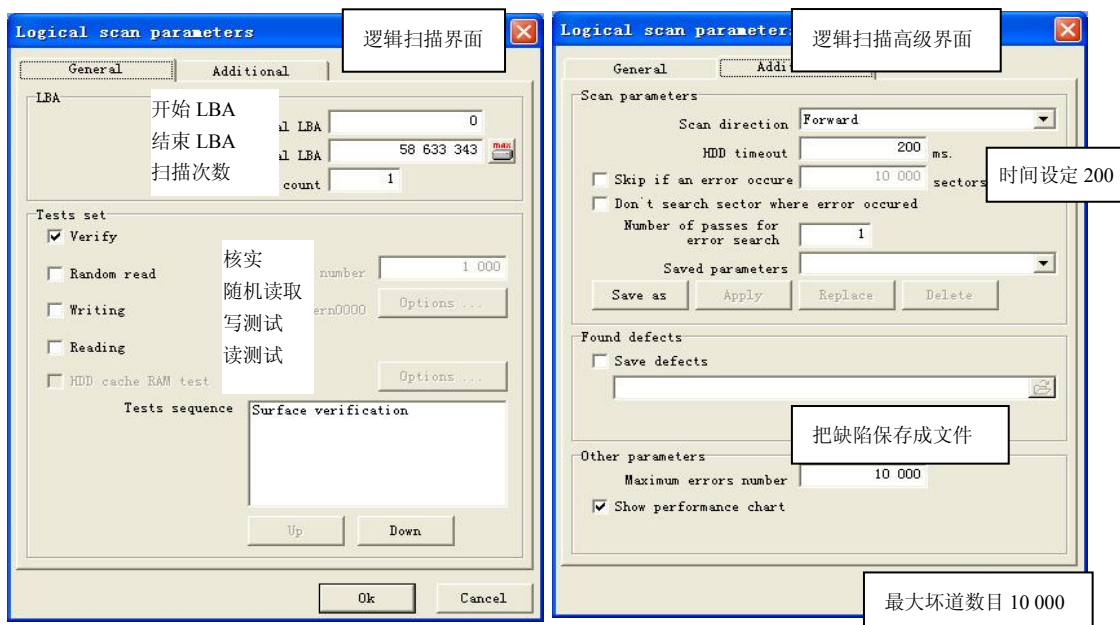 Logical scan parameters
逻辑扫描界面
General
Additional
LBA
开始 LBA
结束 LBA
扫描次数
al LBA
0
al LBA
58 633 343
max
count
1
Tests set
Verify
Random read
number
1 000
Writing
ern0000
Options ...
Reading
HDD cache RAM test
Options ...
核实
随机读取
写测试
读测试
Tests sequence
Surface verification
Up
Down
Ok
Cancel
Logical scan parameter
逻辑扫描高级界面
General
Addi
Scan parameters
Scan direction
Forward
HDD timeout
200
ms.
时间设定 200
Skip if an error occure
10 000
sectors
Don't search sector where error occured
Number of passes for
error search
1
Saved parameters
Save as
Apply
Replace
Delete
Found defects
Save defects
把缺陷保存成文件
Other parameters
Maximum errors number
10 000
Show performance chart
最大坏道数目 10 000